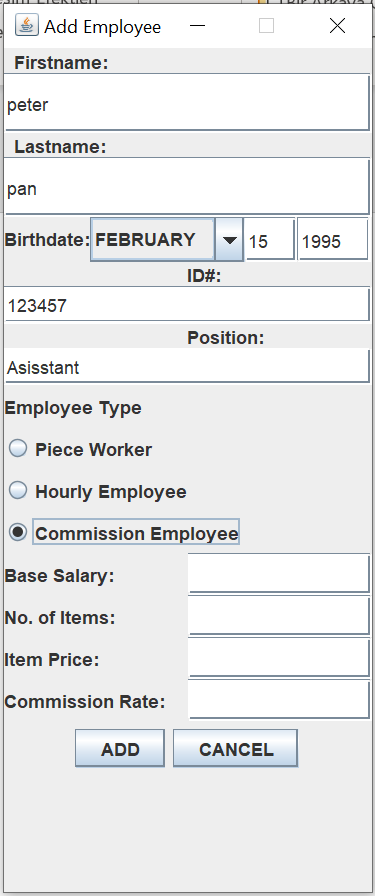 Add Employee
Firstname:
peter
Lastname:
pan
Birthdate: FEBRUARY 15 1995
ID#:
123457
Position:
Asisstant
Employee Type
Piece Worker
Hourly Employee
Commission Employee
Base Salary:
No. of Items:
Item Price:
Commission Rate:
ADD CANCEL